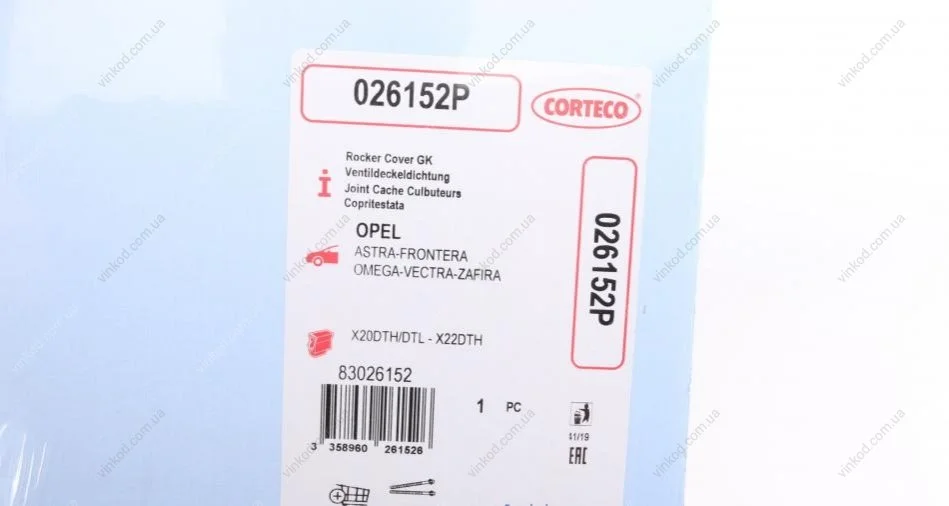 026152P
CORTECO
Rocker Cover GK
Ventildeckeldichtung
Joint Cache Culbuteurs
Copritestata
OPEL
ASTRA-FRONTERA
OMEGA-VECTRA-ZAFIRA
026152P
X20DTH/DTL - X22DTH
83026152
1 PC
3 358960 261526
11/19
EAC
vinkod.com.ua